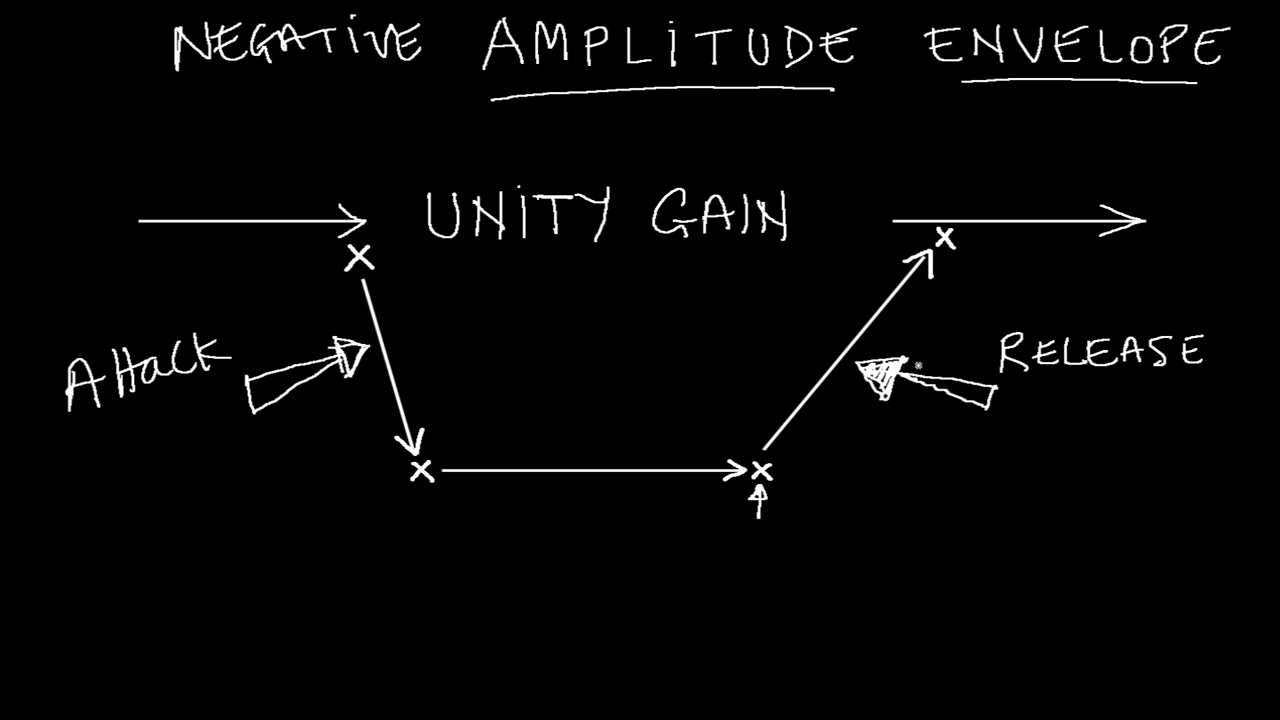 NEGATIVE AMPLITUDE ENVELOPE
UNITY GAIN
X
X
Attack
RELEASE
X
X